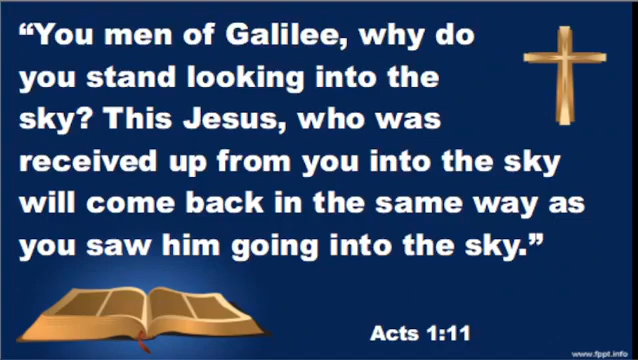 “You men of Galilee, why do
you stand looking into the
sky? This Jesus, who was
received up from you into the sky
will come back in the same way as
you saw him going into the sky.”
Acts 1:11
www.fppt.info